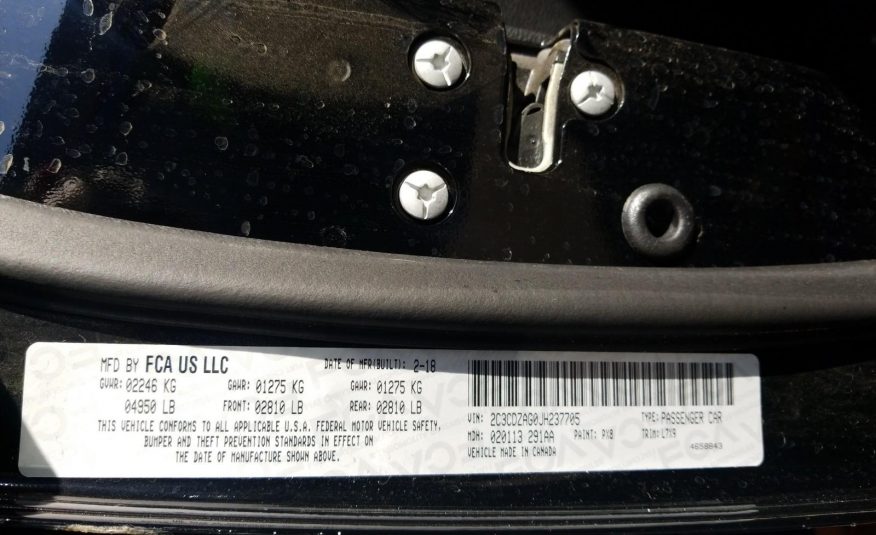 MFD BY FCA US LLC DATE OF MFR(BUILT): 2-18
GVWR: 02246 KG GAWR: 01275 KG GAWR: 01275 KG
04950 LB FRONT: 02810 LB REAR: 02810 LB
THIS VEHICLE CONFORMS TO ALL APPLICABLE U.S.A. FEDERAL MOTOR VEHICLE SAFETY,
BUMPER AND THEFT PREVENTION STANDARDS IN EFFECT ON
THE DATE OF MANUFACTURE SHOWN ABOVE.
VIN: 2C3CDZAG0JH237705 TYPE: PASSENGER CAR
MDH: 020113 291AA PAINT: PX8 TRIM: L7X9
VEHICLE MADE IN CANADA 4658843